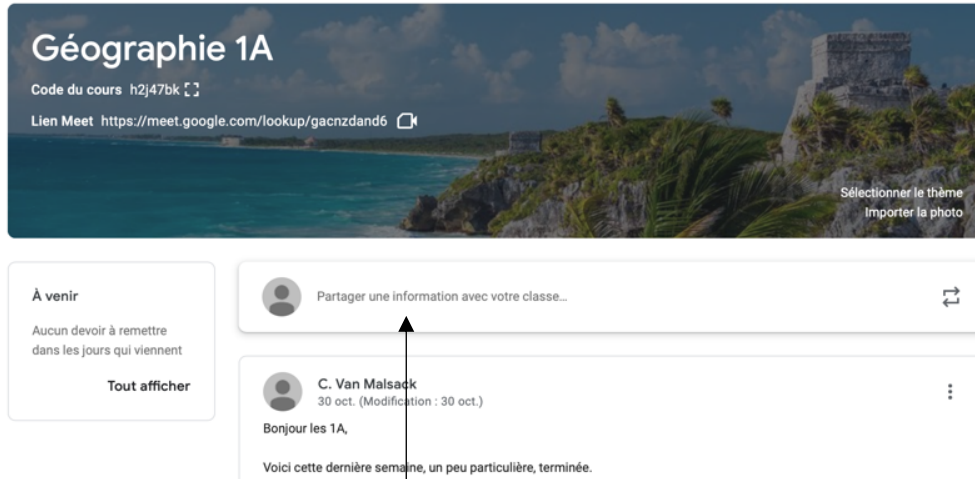 Géographie 1A
Code du cours h2j47bk
Lien Meet https://meet.google.com/lookup/gacnzdand6
Sélectionner le thème
Importer la photo
À venir
Aucun devoir à remettre
dans les jours qui viennent
Tout afficher
Partager une information avec votre classe…
C. Van Malsack
30 oct. (Modification : 30 oct.)
Bonjour les 1A,
Voici cette dernière semaine, un peu particulière, terminée.